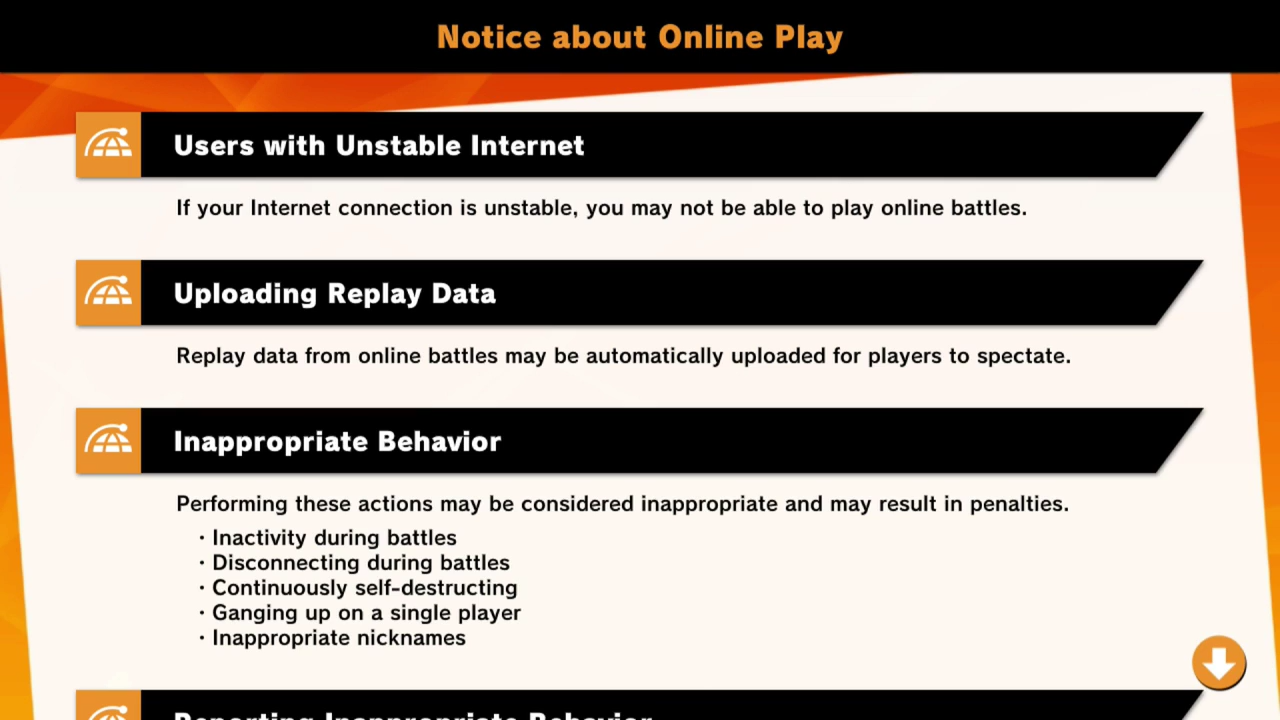 Notice about Online Play
Users with Unstable Internet
If your Internet connection is unstable, you may not be able to play online battles.
Uploading Replay Data
Replay data from online battles may be automatically uploaded for players to spectate.
Inappropriate Behavior
Performing these actions may be considered inappropriate and may result in penalties.
· Inactivity during battles
· Disconnecting during battles
· Continuously self-destructing
· Ganging up on a single player
· Inappropriate nicknames
Reporting Inappropriate Behavior